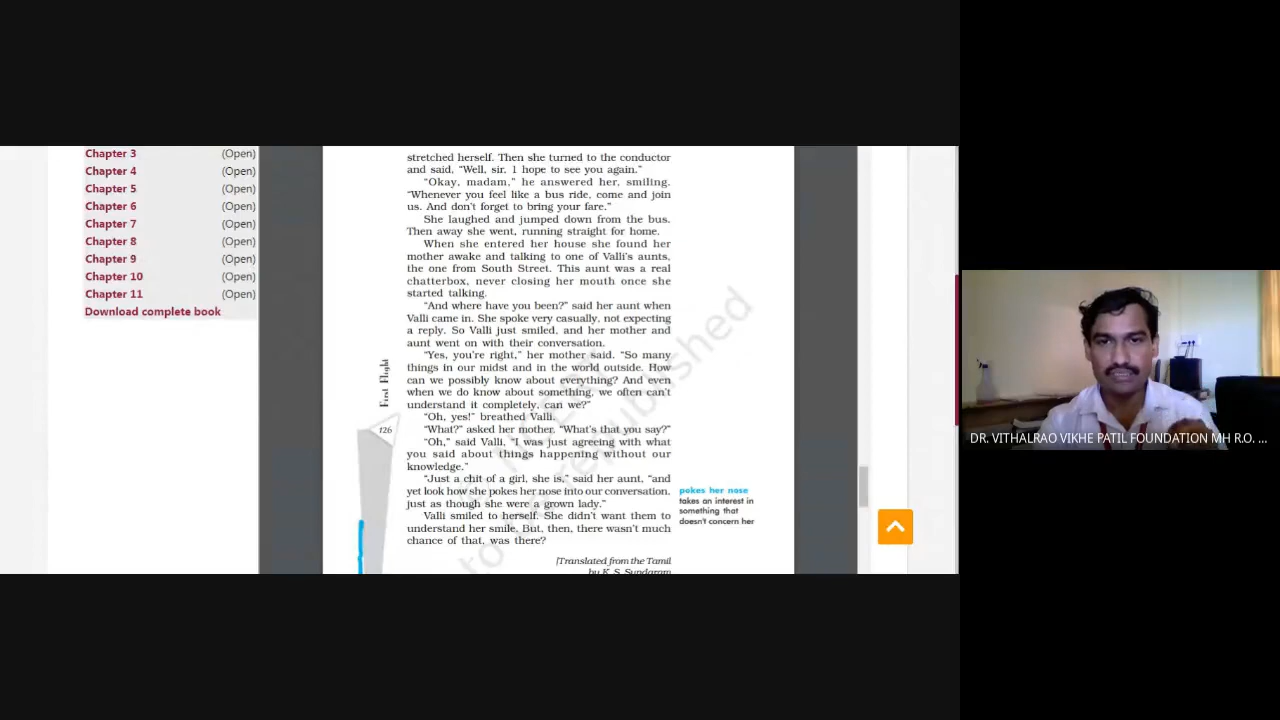 Chapter 3 (Open)
Chapter 4 (Open)
Chapter 5 (Open)
Chapter 6 (Open)
Chapter 7 (Open)
Chapter 8 (Open)
Chapter 9 (Open)
Chapter 10 (Open)
Chapter 11 (Open)
Download complete book
stretched herself. Then she turned to the conductor
and said, “Well, sir, I hope to see you again.”
“Okay, madam,” he answered her, smiling.
“Whenever you feel like a bus ride, come and join
us. And don’t forget to bring your fare.”
She laughed and jumped down from the bus.
Then away she went, running straight for home.
When she entered her house she found her
mother awake and talking to one of Valli’s aunts,
the one from South Street. This aunt was a real
chatterbox, never closing her mouth once she
started talking.
“And where have you been?” said her aunt when
Valli came in. She spoke very casually, not expecting
a reply. So Valli just smiled, and her mother and
aunt went on with their conversation.
“Yes, you’re right,” her mother said. “So many
things in our midst and in the world outside. How
can we possibly know about everything? And even
when we do know about something, we often can’t
understand it completely, can we?”
“Oh, yes!” breathed Valli.
“What?” asked her mother. “What’s that you say?”
“Oh,” said Valli, “I was just agreeing with what
you said about things happening without our
knowledge.”
“Just a chit of a girl, she is,” said her aunt, “and
yet look how she pokes her nose into our conversation,
just as though she were a grown lady.”
Valli smiled to herself. She didn’t want them to
understand her smile. But, then, there wasn’t much
chance of that, was there?
[Translated from the Tamil
by K. S. Sundaram
First Flight
126
pokes her nose
takes an interest in
something that
doesn’t concern her
to be republished
DR. VITHALRAO VIKHE PATIL FOUNDATION MH R.O. ...